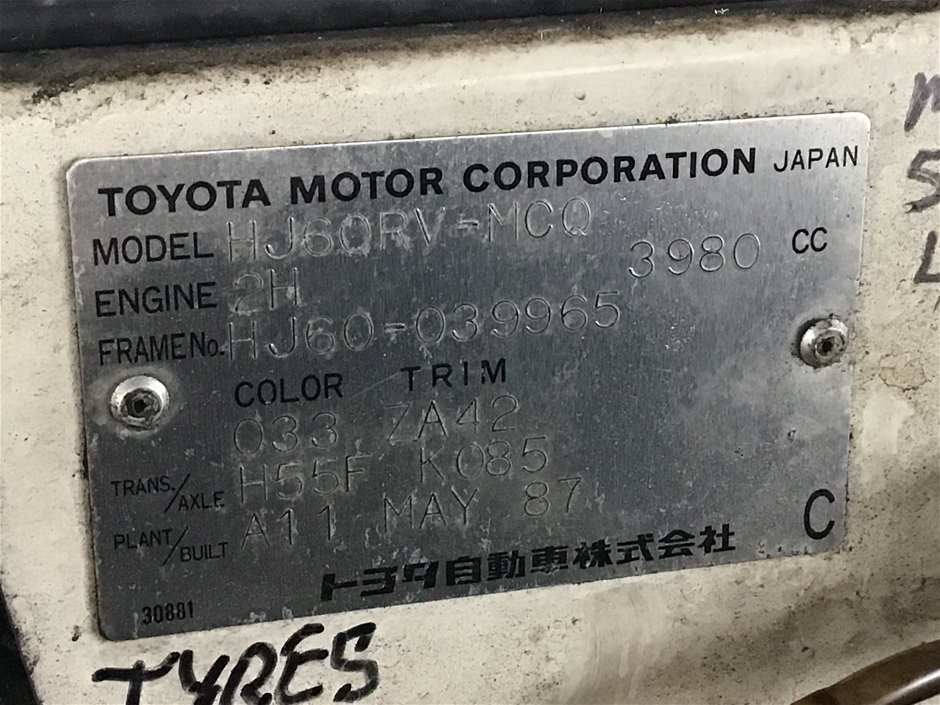 TOYOTA MOTOR CORPORATION JAPAN
MODEL HJ60RV-MCQ
ENGINE 2H 3980 CC
FRAME No. HJ60-039965
COLOR TRIM
033 ZA42
TRANS./AXLE H55F K085
PLANT/BUILT A11 MAY 87
C
トヨタ自動車株式会社
30881
TYRES